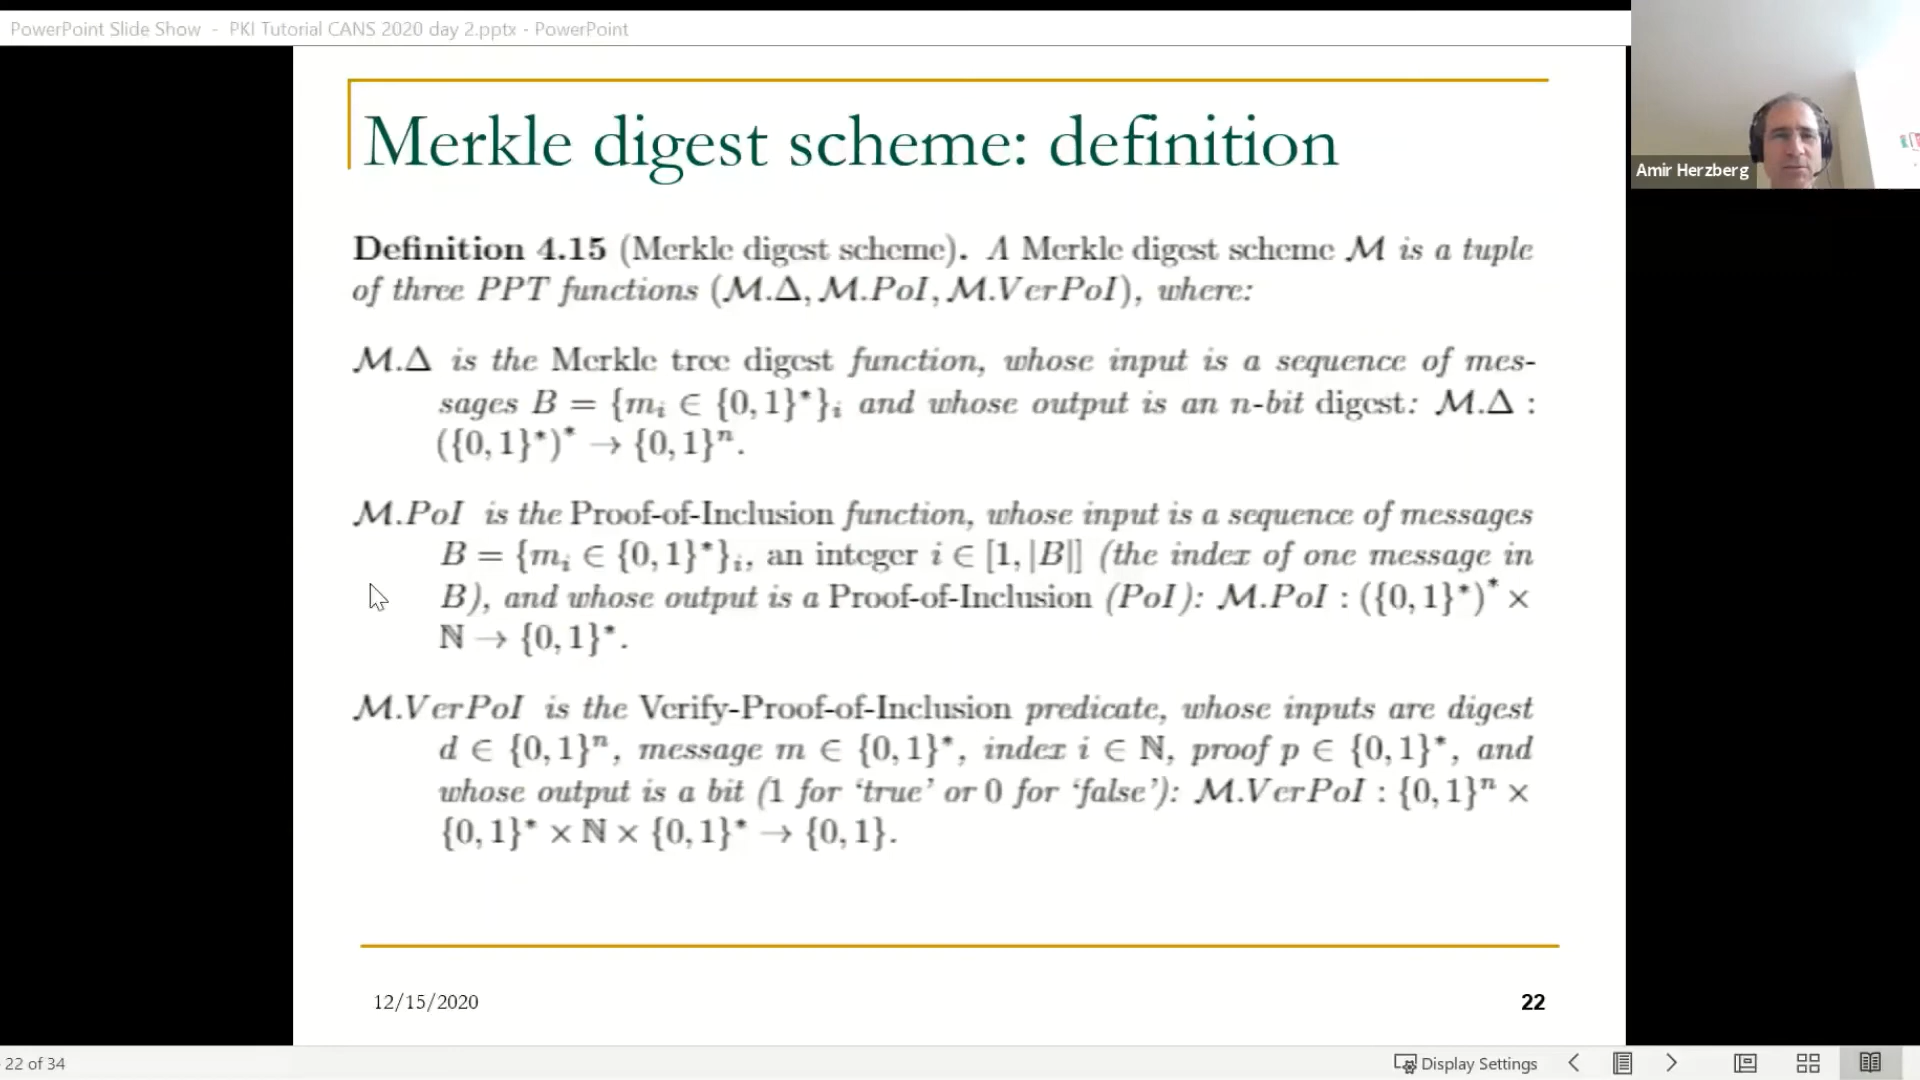 PowerPoint Slide Show - PKI Tutorial CANS 2020 day 2.pptx - PowerPoint
Merkle digest scheme: definition
Amir Herzberg
Definition 4.15 (Merkle digest scheme). A Merkle digest scheme ℳ is a tuple
of three PPT functions (ℳ.Δ, ℳ.PoI, ℳ.VerPoI), where:
ℳ.Δ is the Merkle tree digest function, whose input is a sequence of mes-
sages B = {mᵢ ∈ {0, 1}*}ᵢ and whose output is an n-bit digest: ℳ.Δ :
({0, 1}*)* → {0, 1}ⁿ.
ℳ.PoI is the Proof-of-Inclusion function, whose input is a sequence of messages
B = {mᵢ ∈ {0, 1}*}ᵢ, an integer i ∈ [1, |B|] (the index of one message in
B), and whose output is a Proof-of-Inclusion (PoI): ℳ.PoI : ({0, 1}*)* ×
ℕ → {0, 1}*.
ℳ.VerPoI is the Verify-Proof-of-Inclusion predicate, whose inputs are digest
d ∈ {0, 1}ⁿ, message m ∈ {0, 1}*, index i ∈ ℕ, proof p ∈ {0, 1}*, and
whose output is a bit (1 for ‘true’ or 0 for ‘false’): ℳ.VerPoI : {0, 1}ⁿ ×
{0, 1}* × ℕ × {0, 1}* → {0, 1}.
12/15/2020
22
22 of 34
Display Settings